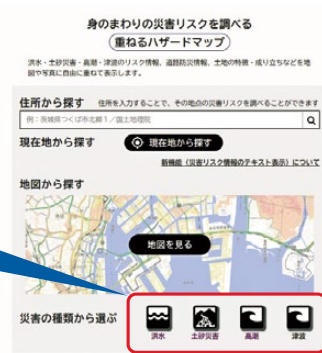 身のまわりの災害リスクを調べる
重ねるハザードマップ
洪水・土砂災害・高潮・津波のリスク情報、道路防災情報、土地の特徴・成り立ちなどを地
図や写真に自由に重ねて表示します。
住所から探す 住所を入力することで、その地点の災害リスクを調べることができます
例：茨城県つくば市北郷１／国土地理院
現在地から探す 現在地から探す
新機能（災害リスク情報のテキスト表示）について
地図から探す
地図を見る
災害の種類から選ぶ
洪水 土砂災害 高潮 津波